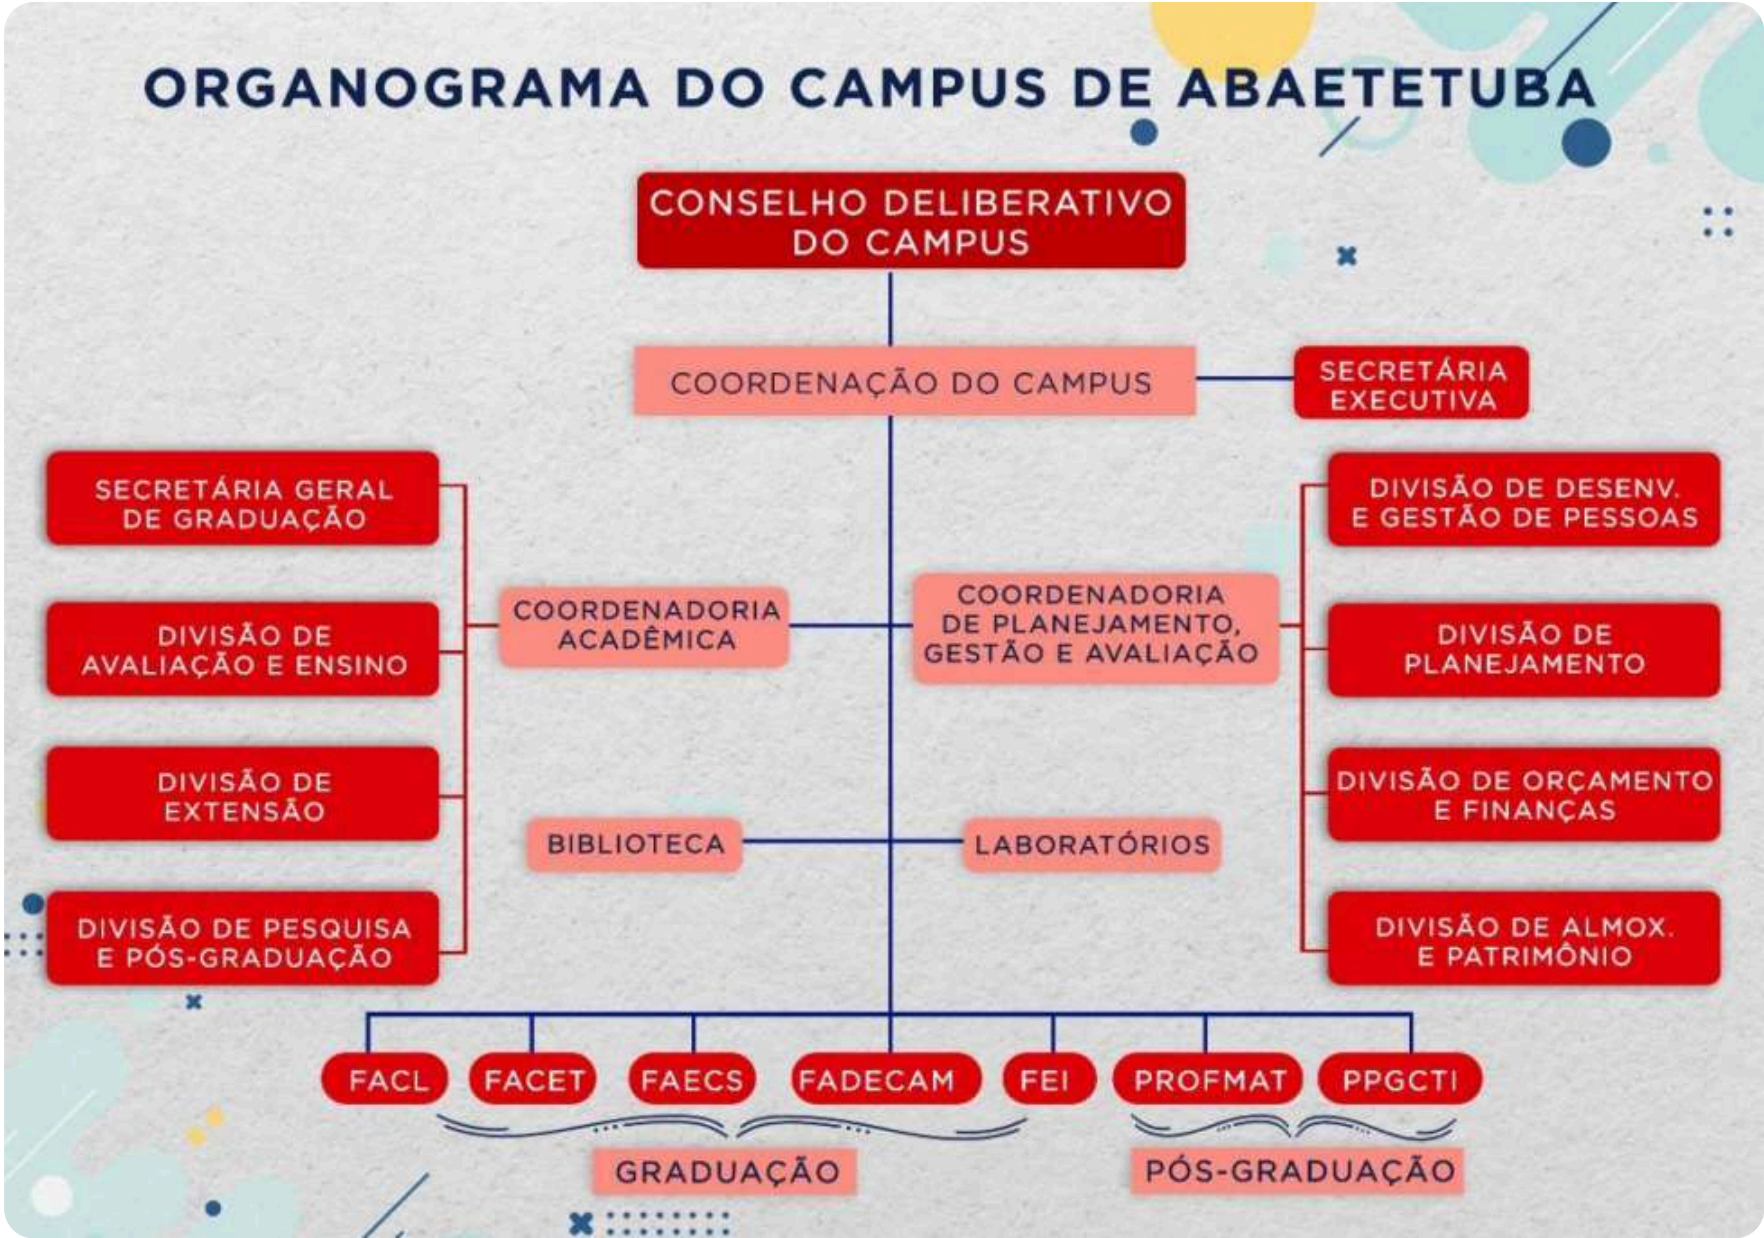 ORGANOGRAMA DO CAMPUS DE ABAETETUBA
CONSELHO DELIBERATIVO
DO CAMPUS
COORDENAÇÃO DO CAMPUS
SECRETÁRIA
EXECUTIVA
SECRETÁRIA GERAL
DE GRADUAÇÃO
DIVISÃO DE
AVALIAÇÃO E ENSINO
DIVISÃO DE
EXTENSÃO
DIVISÃO DE PESQUISA
E PÓS-GRADUAÇÃO
COORDENADORIA
ACADÊMICA
COORDENADORIA
DE PLANEJAMENTO,
GESTÃO E AVALIAÇÃO
DIVISÃO DE DESENV.
E GESTÃO DE PESSOAS
DIVISÃO DE
PLANEJAMENTO
DIVISÃO DE ORÇAMENTO
E FINANÇAS
DIVISÃO DE ALMOX.
E PATRIMÔNIO
BIBLIOTECA
LABORATÓRIOS
FACL
FACET
FAECS
FADECAM
FEI
PROFMAT
PPGCTI
GRADUAÇÃO
PÓS-GRADUAÇÃO